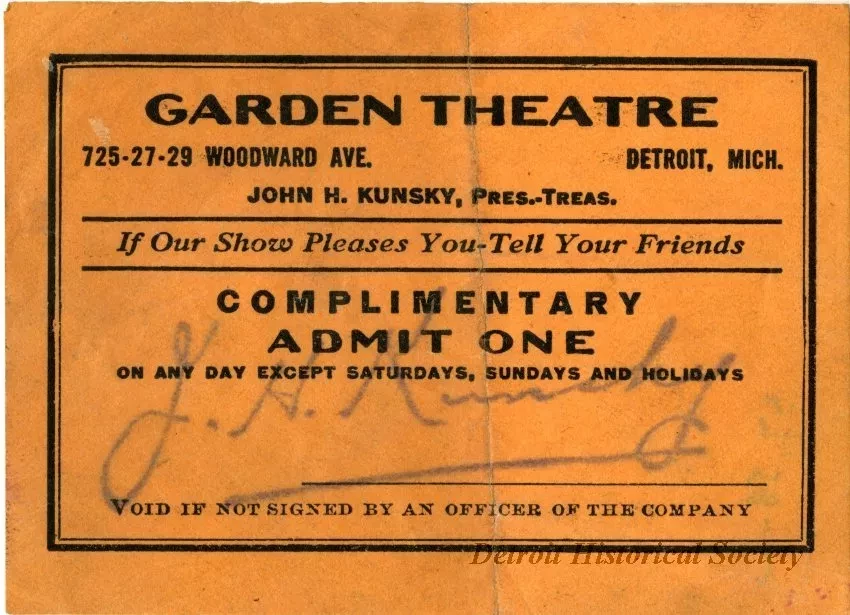 GARDEN THEATRE
725-27-29 WOODWARD AVE. DETROIT, MICH.
JOHN H. KUNSKY, PRES.-TREAS.
If Our Show Pleases You-Tell Your Friends
COMPLIMENTARY
ADMIT ONE
ON ANY DAY EXCEPT SATURDAYS, SUNDAYS AND HOLIDAYS
J. H. Kunsky
VOID IF NOT SIGNED BY AN OFFICER OF THE COMPANY
Detroit Historical Society